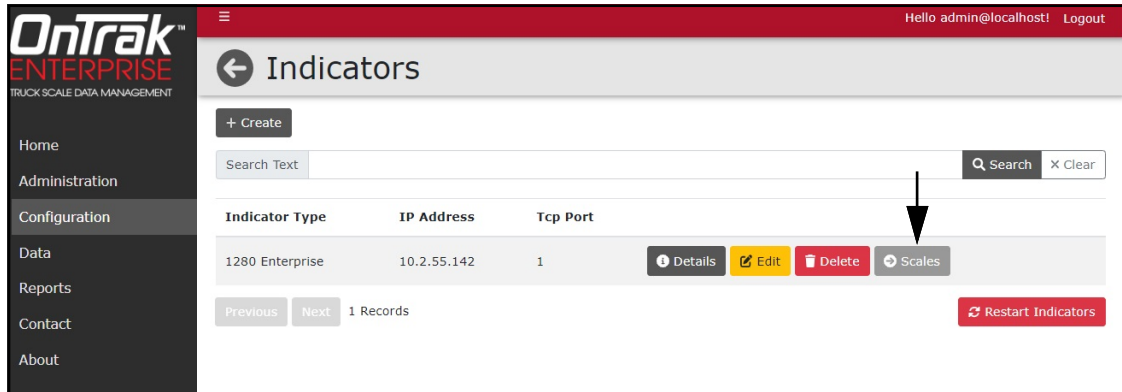 OnTrak™
ENTERPRISE
TRUCK SCALE DATA MANAGEMENT
Home
Administration
Configuration
Data
Reports
Contact
About
Hello admin@localhost! Logout
Indicators
+ Create
Search Text Search X Clear
Indicator Type IP Address Tcp Port
1280 Enterprise 10.2.55.142 1 Details Edit Delete Scales
Previous Next 1 Records Restart Indicators